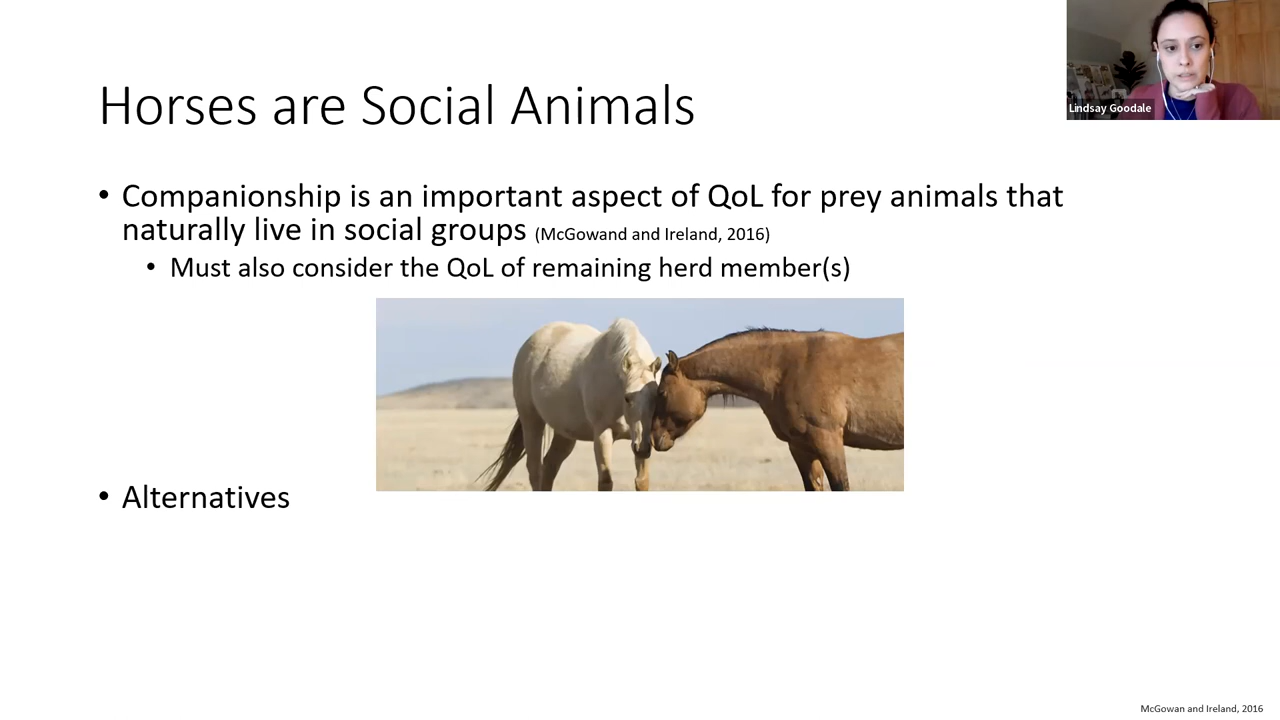 Horses are Social Animals
Lindsay Goodale
• Companionship is an important aspect of QoL for prey animals that
naturally live in social groups (McGowand and Ireland, 2016)
• Must also consider the QoL of remaining herd member(s)
• Alternatives
McGowan and Ireland, 2016